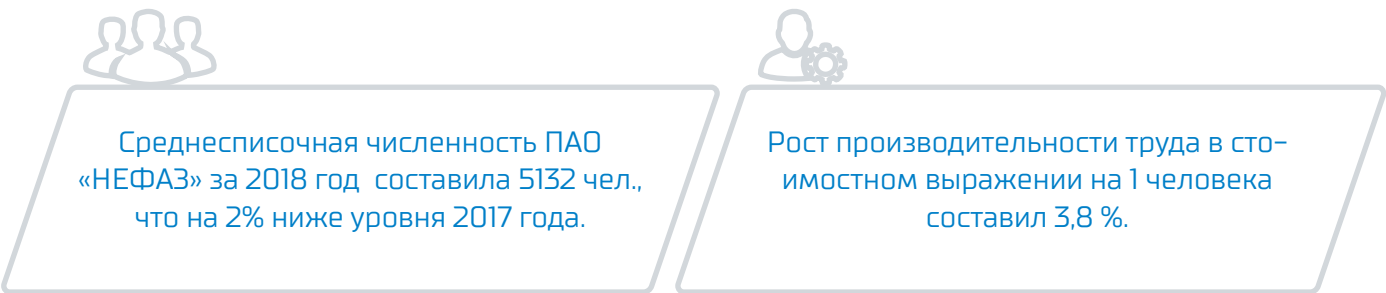 Среднесписочная численность ПАО
«НЕФАЗ» за 2018 год составила 5132 чел.,
что на 2% ниже уровня 2017 года.
Рост производительности труда в сто-
имостном выражении на 1 человека
составил 3,8 %.